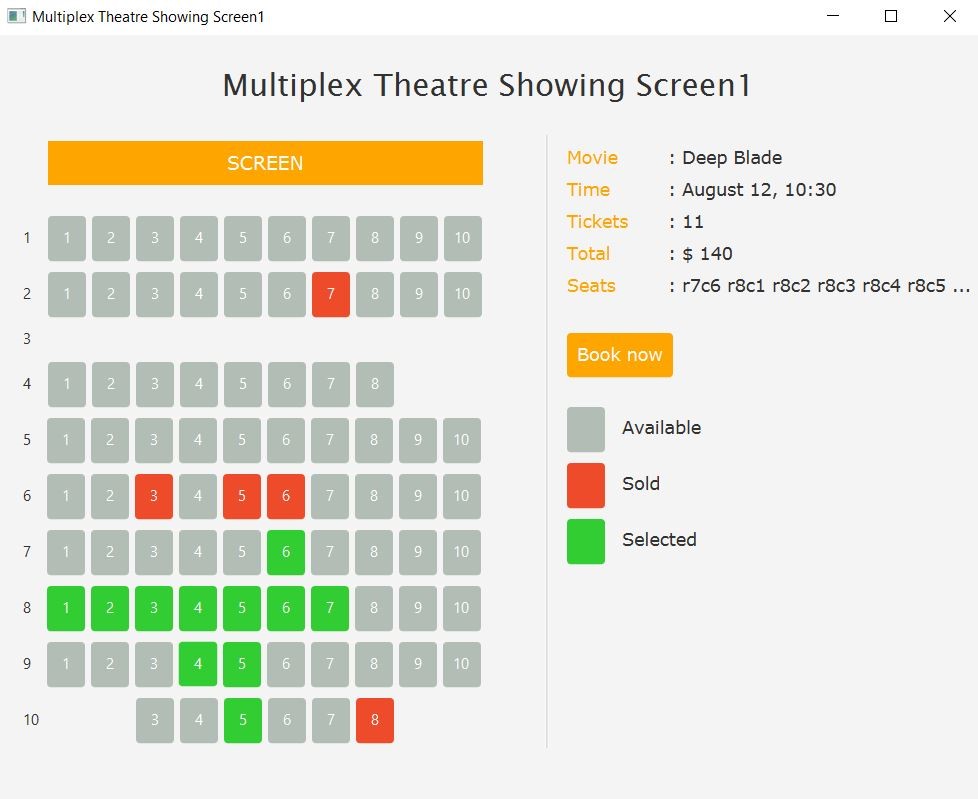 Multiplex Theatre Showing Screen1
Multiplex Theatre Showing Screen1
SCREEN
1 1 2 3 4 5 6 7 8 9 10
2 1 2 3 4 5 6 7 8 9 10
3
4 1 2 3 4 5 6 7 8
5 1 2 3 4 5 6 7 8 9 10
6 1 2 3 4 5 6 7 8 9 10
7 1 2 3 4 5 6 7 8 9 10
8 1 2 3 4 5 6 7 8 9 10
9 1 2 3 4 5 6 7 8 9 10
10 3 4 5 6 7 8
Movie : Deep Blade
Time : August 12, 10:30
Tickets : 11
Total : $ 140
Seats : r7c6 r8c1 r8c2 r8c3 r8c4 r8c5 ...
Book now
Available
Sold
Selected